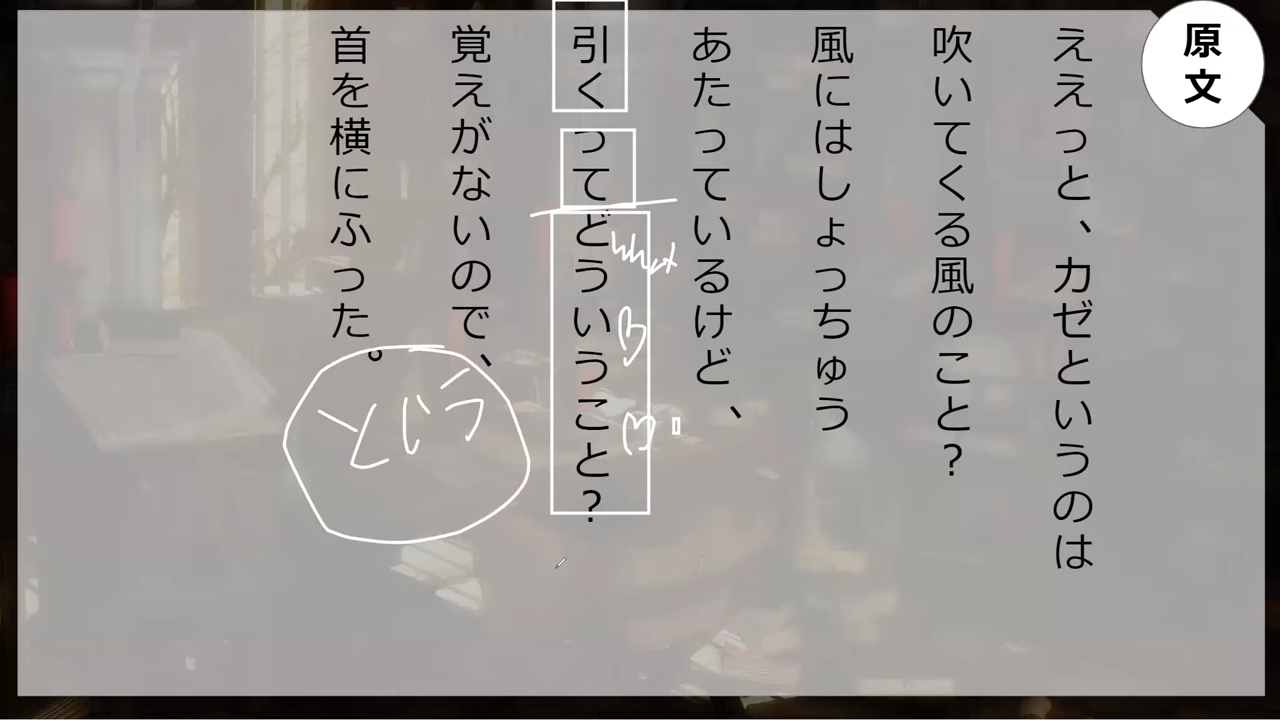 原文
ええっと、カゼというのは
吹いてくる風のこと？
風にはしょっちゅう
あたっているけど、
引くってどういうこと？
覚えがないので、
首を横にふった。
という